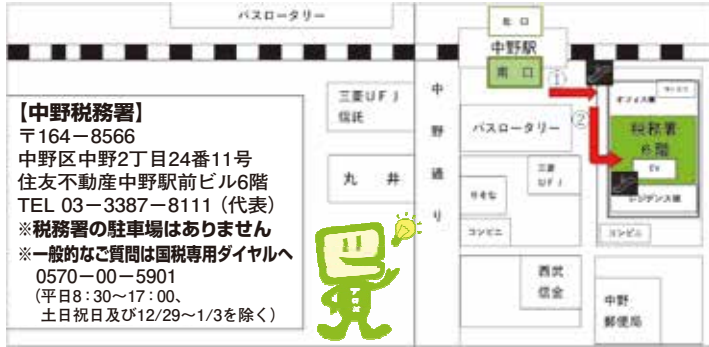 バスロータリー
北口
中野駅
南口
①
②
三菱UFJ
信託
丸井
中野通り
バスロータリー
りそな
三菱
UFJ
コンビニ
西武
信金
オフィス棟
税務署
6階
EV
レジデンス棟
コンビニ
中野
郵便局
【中野税務署】
〒164－8566
中野区中野2丁目24番11号
住友不動産中野駅前ビル6階
TEL 03－3387－8111（代表）
※税務署の駐車場はありません
※一般的なご質問は国税専用ダイヤルへ
0570－00－5901
（平日8：30〜17：00、
土日祝日及び12/29〜1/3を除く）